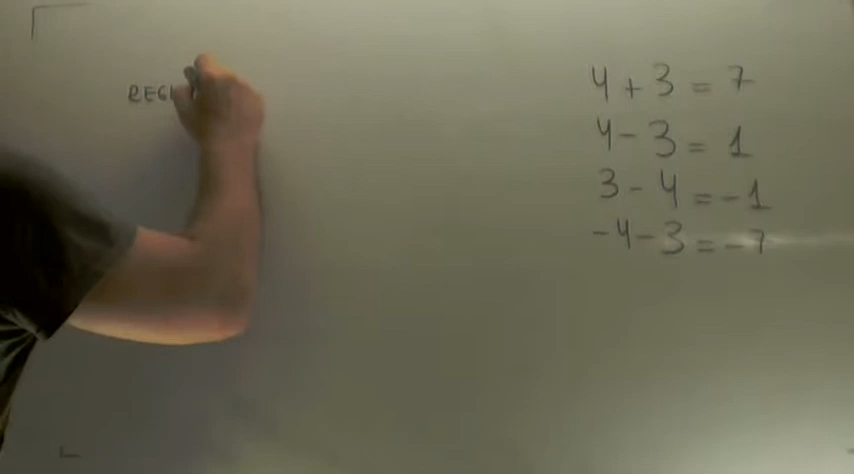 4 + 3 = 7
4 - 3 = 1
3 - 4 = - 1
- 4 - 3 = - 7